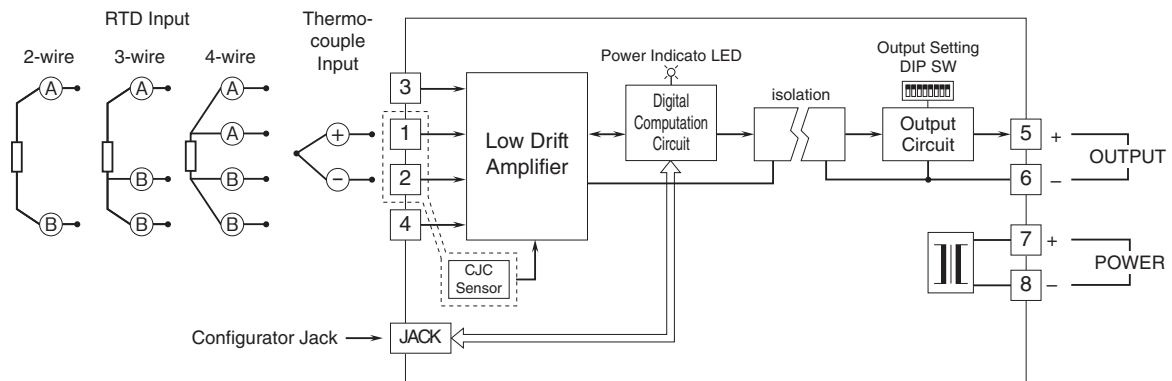 RTD Input
2-wire
3-wire
4-wire
A
A
A
A
B
B
B
B
B
Thermo-
couple
Input
+
−
3
1
2
4
Low Drift
Amplifier
CJC
Sensor
Configurator Jack
JACK
Power Indicato LED
Digital
Computation
Circuit
isolation
Output Setting
DIP SW
Output
Circuit
5 +
OUTPUT
6 −
7 +
POWER
8 −